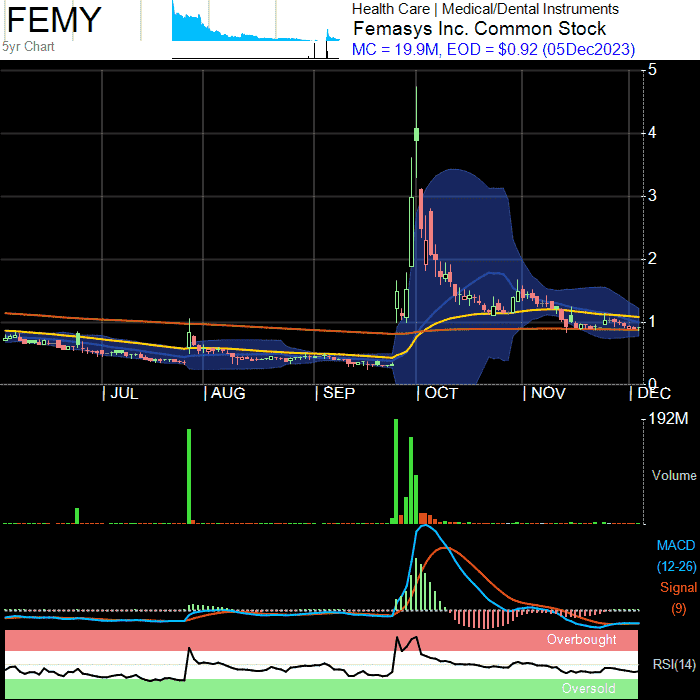 FEMY
5yr Chart
Health Care | Medical/Dental Instruments
Femasys Inc. Common Stock
MC = 19.9M, EOD = $0.92 (05Dec2023)
5
4
3
2
1
0
JUL AUG SEP OCT NOV DEC
192M
Volume
MACD
(12-26)
Signal
(9)
Overbought
RSI(14)
Oversold